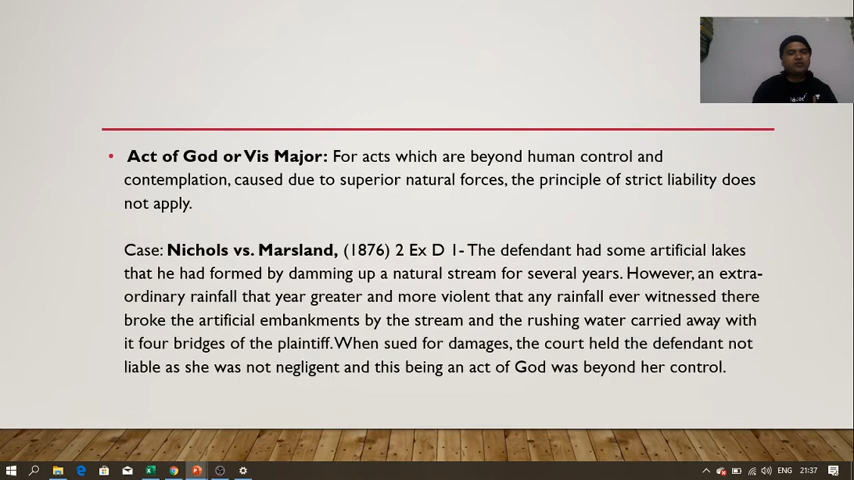 • Act of God or Vis Major: For acts which are beyond human control and
contemplation, caused due to superior natural forces, the principle of strict liability does
not apply.
Case: Nichols vs. Marsland, (1876) 2 Ex D 1- The defendant had some artificial lakes
that he had formed by damming up a natural stream for several years. However, an extra-
ordinary rainfall that year greater and more violent that any rainfall ever witnessed there
broke the artificial embankments by the stream and the rushing water carried away with
it four bridges of the plaintiff. When sued for damages, the court held the defendant not
liable as she was not negligent and this being an act of God was beyond her control.
ENG 21:37